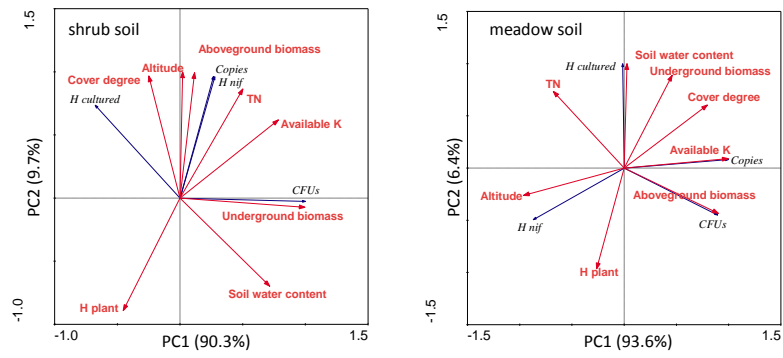 1.5
shrub soil
Aboveground biomass
Altitude
Copies
Cover degree
H nif
H cultured
TN
Available K
CFUs
Underground biomass
Soil water content
H plant
PC2 (9.7%)
-1.0
-1.0
PC1 (90.3%)
1.5
1.5
meadow soil
Soil water content
H cultured
Underground biomass
TN
Cover degree
Available K
Copies
Altitude
Aboveground biomass
H nif
CFUs
H plant
PC2 (6.4%)
-1.5
-1.5
PC1 (93.6%)
1.5